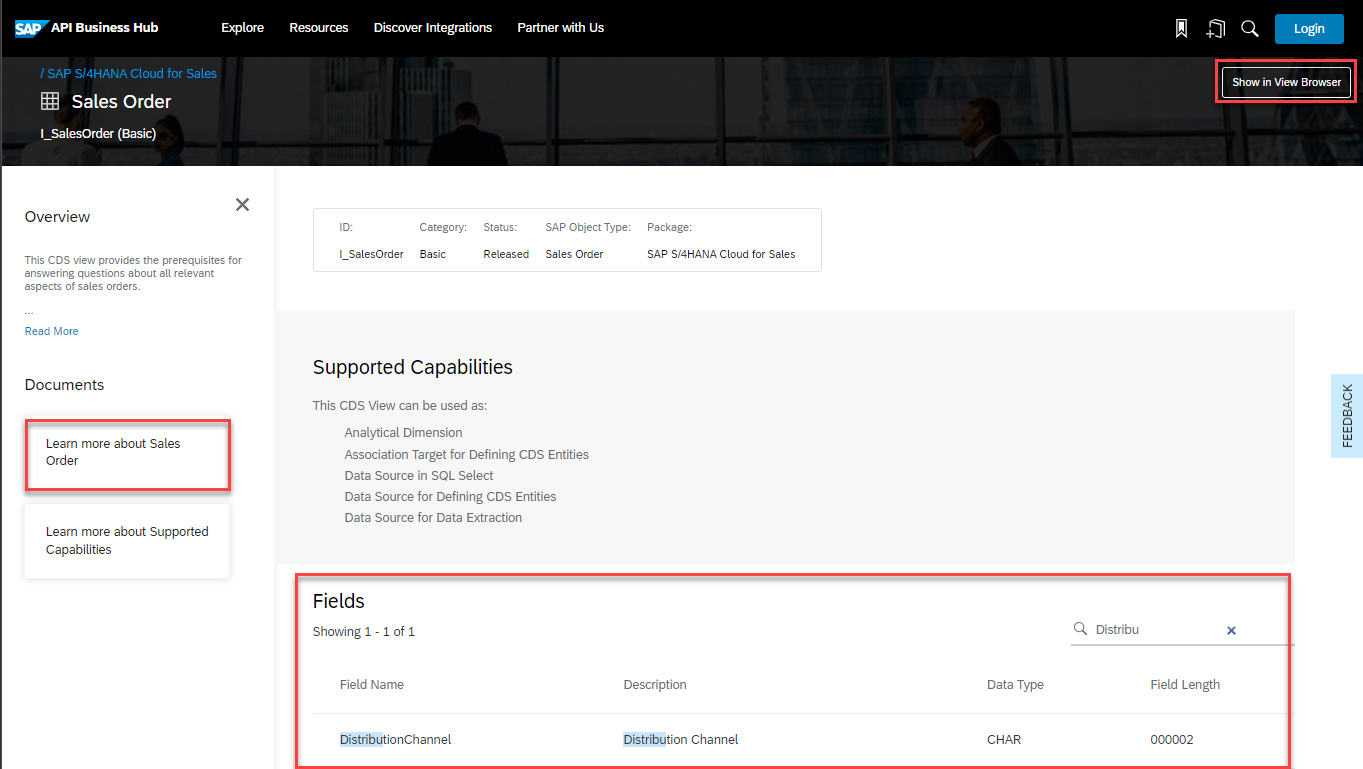 SAP API Business Hub Explore Resources Discover Integrations Partner with Us Login
/ SAP S/4HANA Cloud for Sales
Show in View Browser
Sales Order
I_SalesOrder (Basic)
Overview
This CDS view provides the prerequisites for
answering questions about all relevant
aspects of sales orders.
...
Read More
Documents
Learn more about Sales
Order
Learn more about Supported
Capabilities
ID: Category: Status: SAP Object Type: Package:
I_SalesOrder Basic Released Sales Order SAP S/4HANA Cloud for Sales
Supported Capabilities
This CDS View can be used as:
Analytical Dimension
Association Target for Defining CDS Entities
Data Source in SQL Select
Data Source for Defining CDS Entities
Data Source for Data Extraction
FEEDBACK
Fields
Showing 1 - 1 of 1
Distribu
Field Name Description Data Type Field Length
DistributionChannel Distribution Channel CHAR 000002